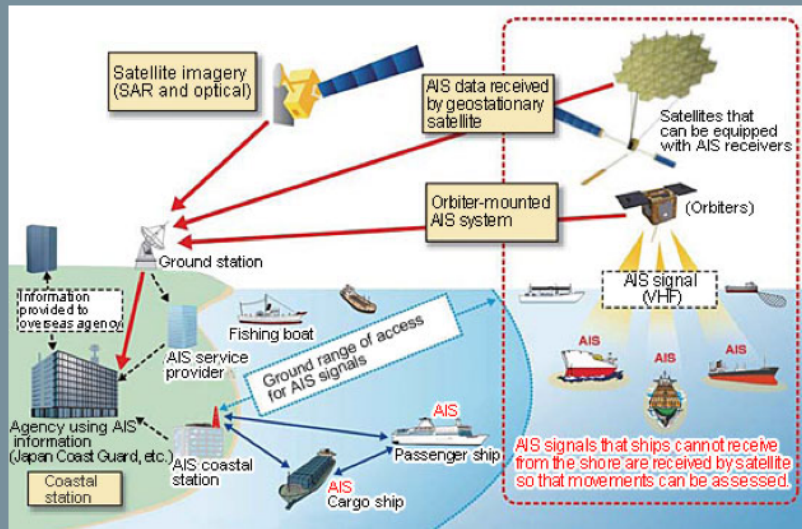 Satellite imagery
(SAR and optical)
AIS data received
by geostationary
satellite
Satellites that
can be equipped
with AIS receivers
Orbiter-mounted
AIS system
(Orbiters)
Ground station
AIS signal
(VHF)
Information
provided to
overseas agency
Fishing boat
AIS service
provider
Ground range of access
for AIS signals
AIS
AIS
AIS
Agency using AIS
information
(Japan Coast Guard, etc.)
Coastal
station
AIS coastal
station
AIS
Passenger ship
AIS
Cargo ship
AIS signals that ships cannot receive
from the shore are received by satellite
so that movements can be assessed.